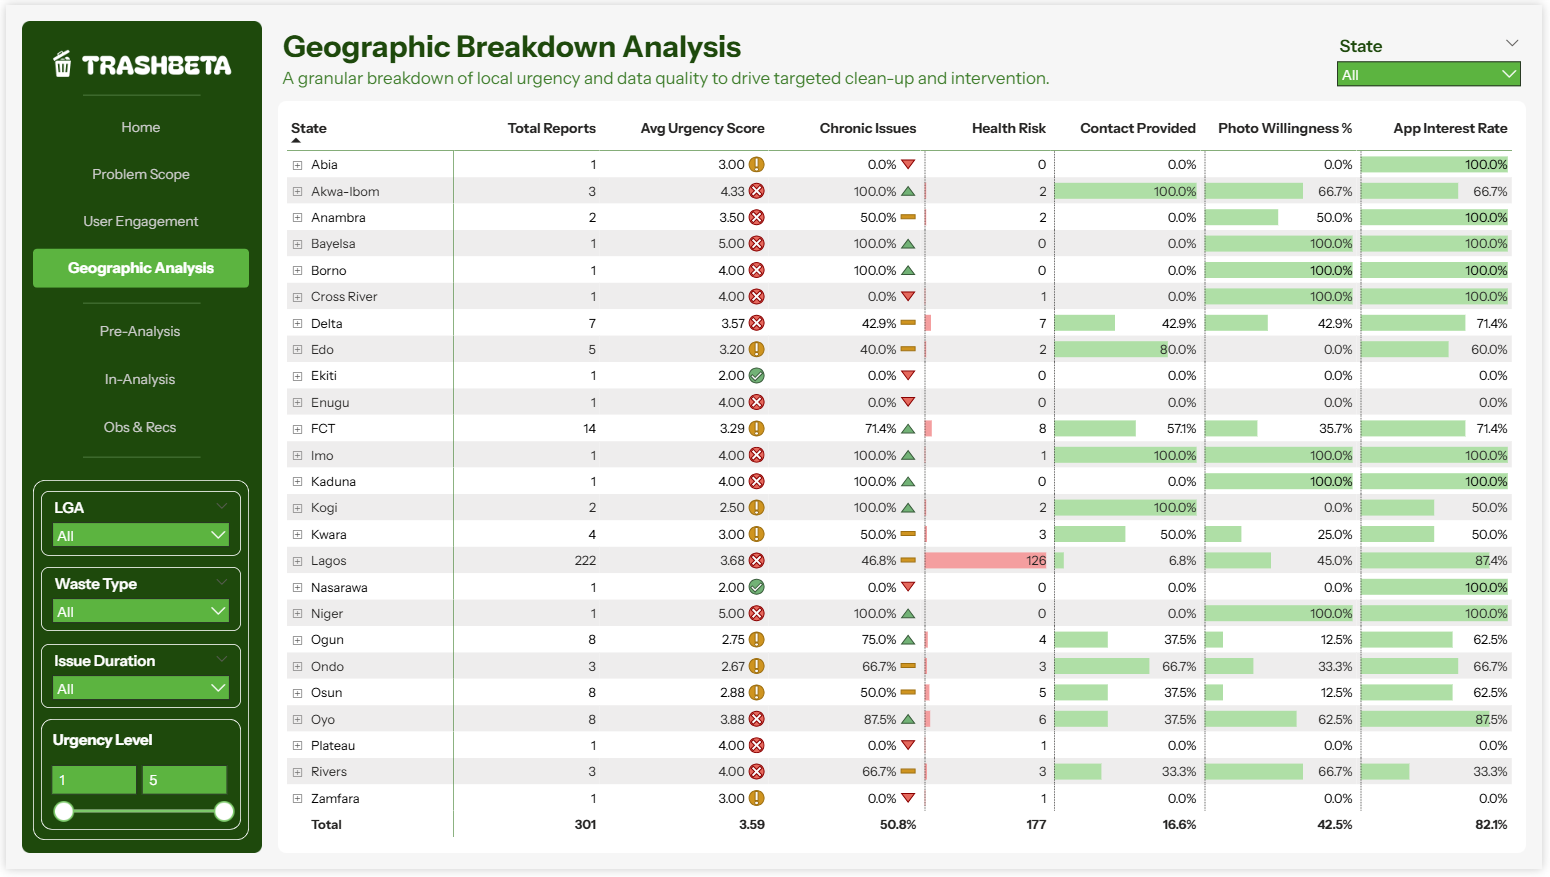 TRASHBETA
Home
Problem Scope
User Engagement
Geographic Analysis
Pre-Analysis
In-Analysis
Obs & Recs
LGA
All
Waste Type
All
Issue Duration
All
Urgency Level
1 5
Geographic Breakdown Analysis
A granular breakdown of local urgency and data quality to drive targeted clean-up and intervention.
State
All
State Total Reports Avg Urgency Score Chronic Issues Health Risk Contact Provided Photo Willingness % App Interest Rate
Abia 1 3.00 0.0% 0 0.0% 0.0% 100.0%
Akwa-Ibom 3 4.33 100.0% 2 100.0% 66.7% 66.7%
Anambra 2 3.50 50.0% 2 0.0% 50.0% 100.0%
Bayelsa 1 5.00 100.0% 0 0.0% 100.0% 100.0%
Borno 1 4.00 100.0% 0 0.0% 100.0% 100.0%
Cross River 1 4.00 0.0% 1 0.0% 100.0% 100.0%
Delta 7 3.57 42.9% 7 42.9% 42.9% 71.4%
Edo 5 3.20 40.0% 2 80.0% 0.0% 60.0%
Ekiti 1 2.00 0.0% 0 0.0% 0.0% 0.0%
Enugu 1 4.00 0.0% 0 0.0% 0.0% 0.0%
FCT 14 3.29 71.4% 8 57.1% 35.7% 71.4%
Imo 1 4.00 100.0% 1 100.0% 100.0% 100.0%
Kaduna 1 4.00 100.0% 0 0.0% 100.0% 100.0%
Kogi 2 2.50 100.0% 2 100.0% 0.0% 50.0%
Kwara 4 3.00 50.0% 3 50.0% 25.0% 50.0%
Lagos 222 3.68 46.8% 126 6.8% 45.0% 87.4%
Nasarawa 1 2.00 0.0% 0 0.0% 0.0% 100.0%
Niger 1 5.00 100.0% 0 0.0% 100.0% 100.0%
Ogun 8 2.75 75.0% 4 37.5% 12.5% 62.5%
Ondo 3 2.67 66.7% 3 66.7% 33.3% 66.7%
Osun 8 2.88 50.0% 5 37.5% 12.5% 62.5%
Oyo 8 3.88 87.5% 6 37.5% 62.5% 87.5%
Plateau 1 4.00 0.0% 1 0.0% 0.0% 0.0%
Rivers 3 4.00 66.7% 3 33.3% 66.7% 33.3%
Zamfara 1 3.00 0.0% 1 0.0% 0.0% 0.0%
Total 301 3.59 50.8% 177 16.6% 42.5% 82.1%